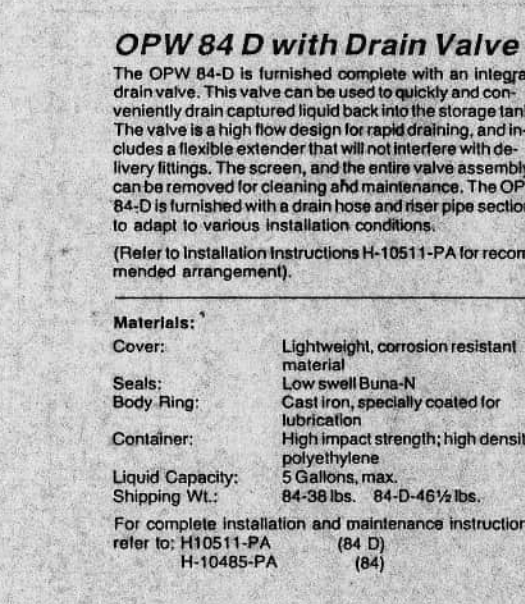 OPW 84 D with Drain Valve
The OPW 84-D is furnished complete with an integra
drain valve. This valve can be used to quickly and con-
veniently drain captured liquid back into the storage tan
The valve is a high flow design for rapid draining, and in-
cludes a flexible extender that will not interfere with de-
livery fittings. The screen, and the entire valve assembly
can be removed for cleaning and maintenance. The OP
84-D is furnished with a drain hose and riser pipe section
to adapt to various installation conditions.
(Refer to Installation Instructions H-10511-PA for recom
mended arrangement).
Materials:
Cover: Lightweight, corrosion resistant
material
Seals: Low swell Buna-N
Body Ring: Cast iron, specially coated for
lubrication
Container: High impact strength; high densit
polyethylene
Liquid Capacity: 5 Gallons, max.
Shipping Wt.: 84-38 lbs. 84-D-46½ lbs.
For complete installation and maintenance instruction
refer to: H10511-PA (84 D)
H-10485-PA (84)